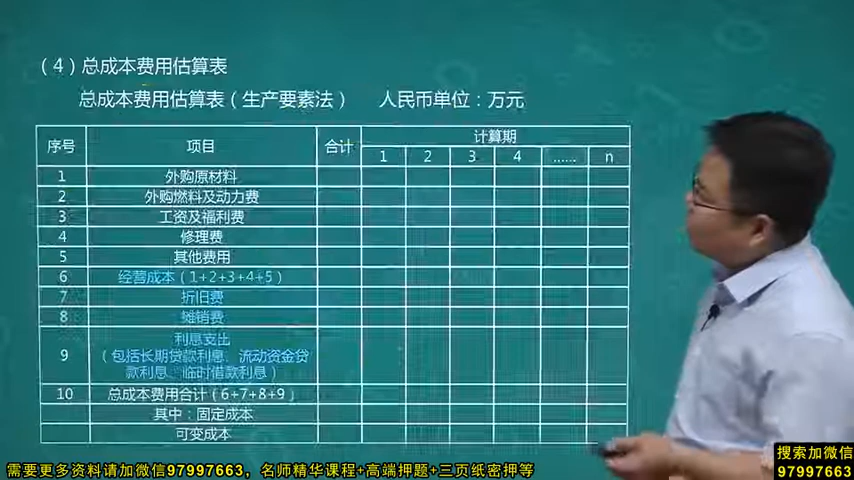 （4）总成本费用估算表
总成本费用估算表（生产要素法） 人民币单位：万元
序号 项目 合计 计算期
1 2 3 4 …… n
1 外购原材料
2 外购燃料及动力费
3 工资及福利费
4 修理费
5 其他费用
6 经营成本（1+2+3+4+5）
7 折旧费
8 摊销费
9 利息支出
（包括长期贷款利息、流动资金贷
款利息、临时借款利息）
10 总成本费用合计（6+7+8+9）
其中：固定成本
可变成本
需要更多资料请加微信97997663，名师精华课程+高端押题+三页纸密押等
搜索加微信
97997663